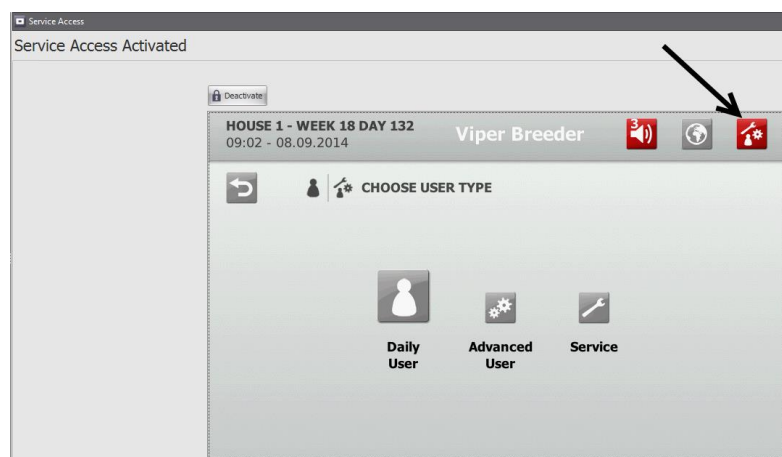 Service Access
Service Access Activated
Deactivate
HOUSE 1 - WEEK 18 DAY 132
09:02 - 08.09.2014
Viper Breeder
3
CHOOSE USER TYPE
Daily
User
Advanced
User
Service